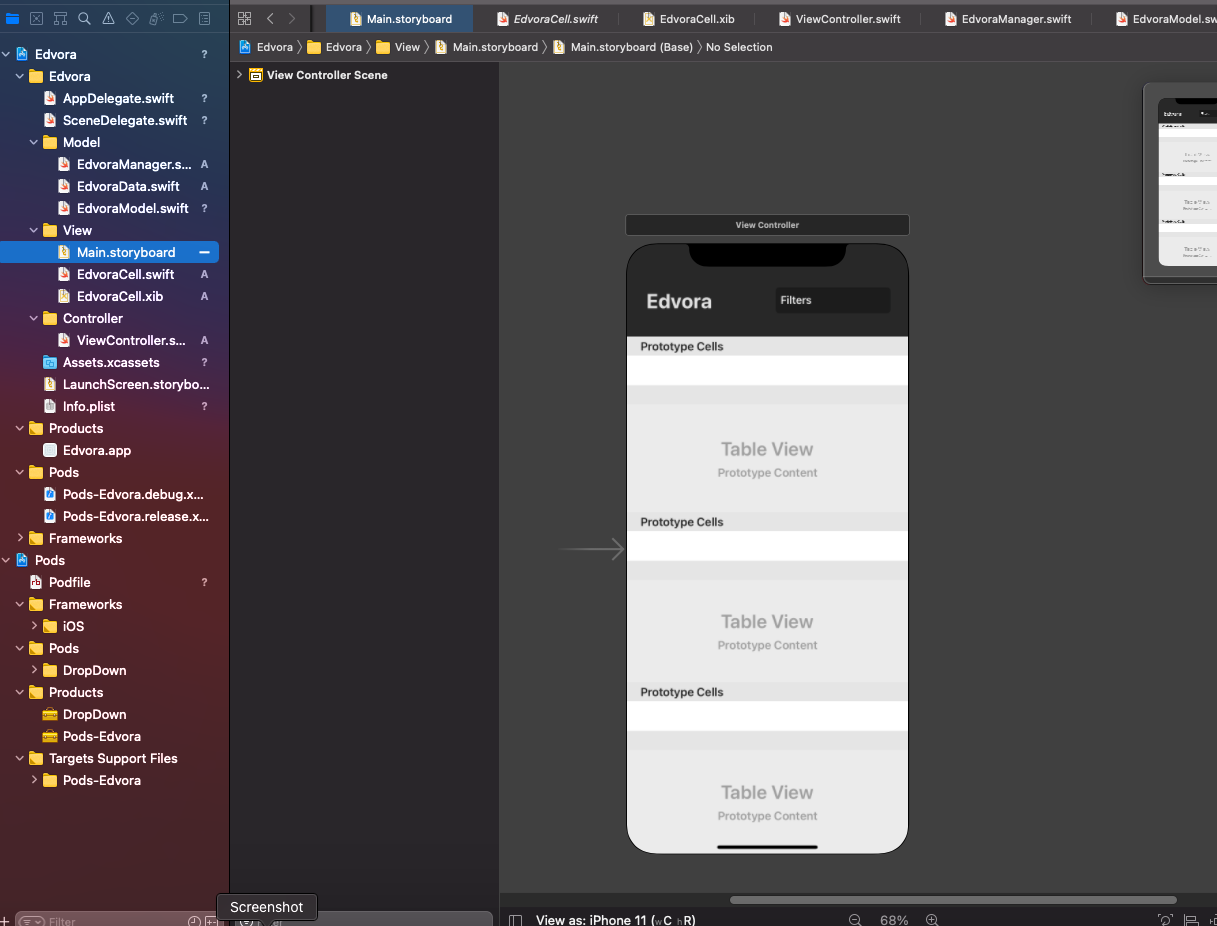 Main.storyboard
EdvoraCell.swift
EdvoraCell.xib
ViewController.swift
EdvoraManager.swift
EdvoraModel.sw
Edvora
Edvora
View
Main.storyboard
Main.storyboard (Base)
No Selection
Edvora ?
Edvora
AppDelegate.swift ?
SceneDelegate.swift ?
Model
EdvoraManager.s... A
EdvoraData.swift A
EdvoraModel.swift ?
View
Main.storyboard
EdvoraCell.swift A
EdvoraCell.xib A
Controller
ViewController.s... A
Assets.xcassets ?
LaunchScreen.storybo...
Info.plist ?
Products
Edvora.app
Pods
Pods-Edvora.debug.x...
Pods-Edvora.release.x...
Frameworks
Pods
Podfile ?
Frameworks
iOS
Pods
DropDown
Products
DropDown
Pods-Edvora
Targets Support Files
Pods-Edvora
Filter
Screenshot
View Controller Scene
View Controller
Edvora
Filters
Prototype Cells
Table View
Prototype Content
Prototype Cells
Table View
Prototype Content
Prototype Cells
Table View
Prototype Content
View as: iPhone 11 (wC hR)
68%